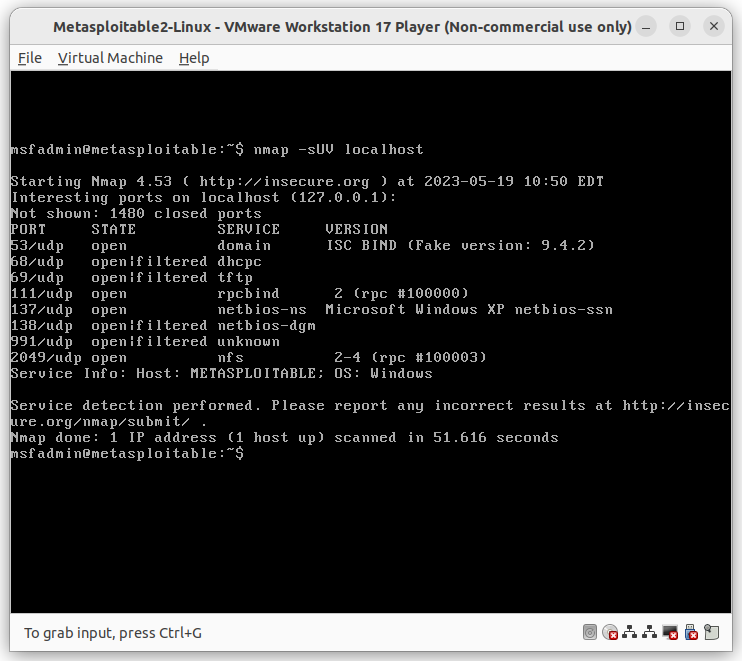 Metasploitable2-Linux - VMware Workstation 17 Player (Non-commercial use only)
File Virtual Machine Help
msfadmin@metasploitable:~$ nmap -sUV localhost
Starting Nmap 4.53 ( http://insecure.org ) at 2023-05-19 10:50 EDT
Interesting ports on localhost (127.0.0.1):
Not shown: 1480 closed ports
PORT STATE SERVICE VERSION
53/udp open domain ISC BIND (Fake version: 9.4.2)
68/udp open|filtered dhcpc
69/udp open|filtered tftp
111/udp open rpcbind 2 (rpc #100000)
137/udp open netbios-ns Microsoft Windows XP netbios-ssn
138/udp open|filtered netbios-dgm
991/udp open|filtered unknown
2049/udp open nfs 2-4 (rpc #100003)
Service Info: Host: METASPLOITABLE; OS: Windows
Service detection performed. Please report any incorrect results at http://insec
ure.org/nmap/submit/ .
Nmap done: 1 IP address (1 host up) scanned in 51.616 seconds
msfadmin@metasploitable:~$
To grab input, press Ctrl+G